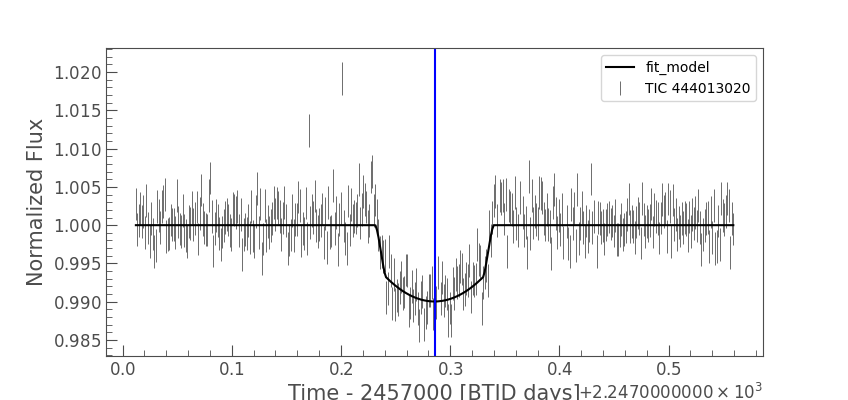 1.020
1.015
1.010
1.005
1.000
0.995
0.990
0.985
Normalized Flux
fit_model
TIC 444013020
0.0 0.1 0.2 0.3 0.4 0.5
Time - 2457000 [BTJD days]
+2.2470000000 × 10³